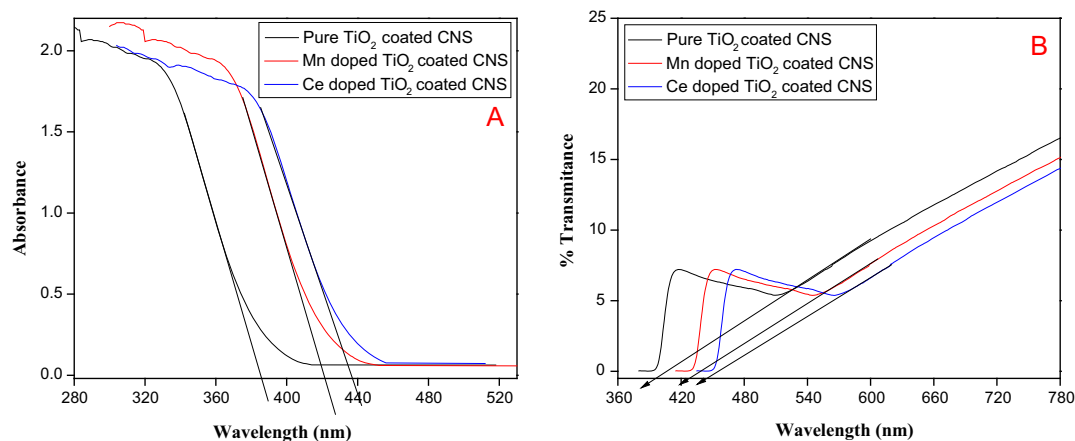 2.0
1.5
1.0
0.5
0.0
Absorbance
280 320 360 400 440 480 520
Wavelength (nm)
Pure TiO2 coated CNS
Mn doped TiO2 coated CNS
Ce doped TiO2 coated CNS
A
25
20
15
10
5
0
% Transmitance
360 420 480 540 600 660 720 780
Wavelength (nm)
Pure TiO2 coated CNS
Mn doped TiO2 coated CNS
Ce doped TiO2 coated CNS
B